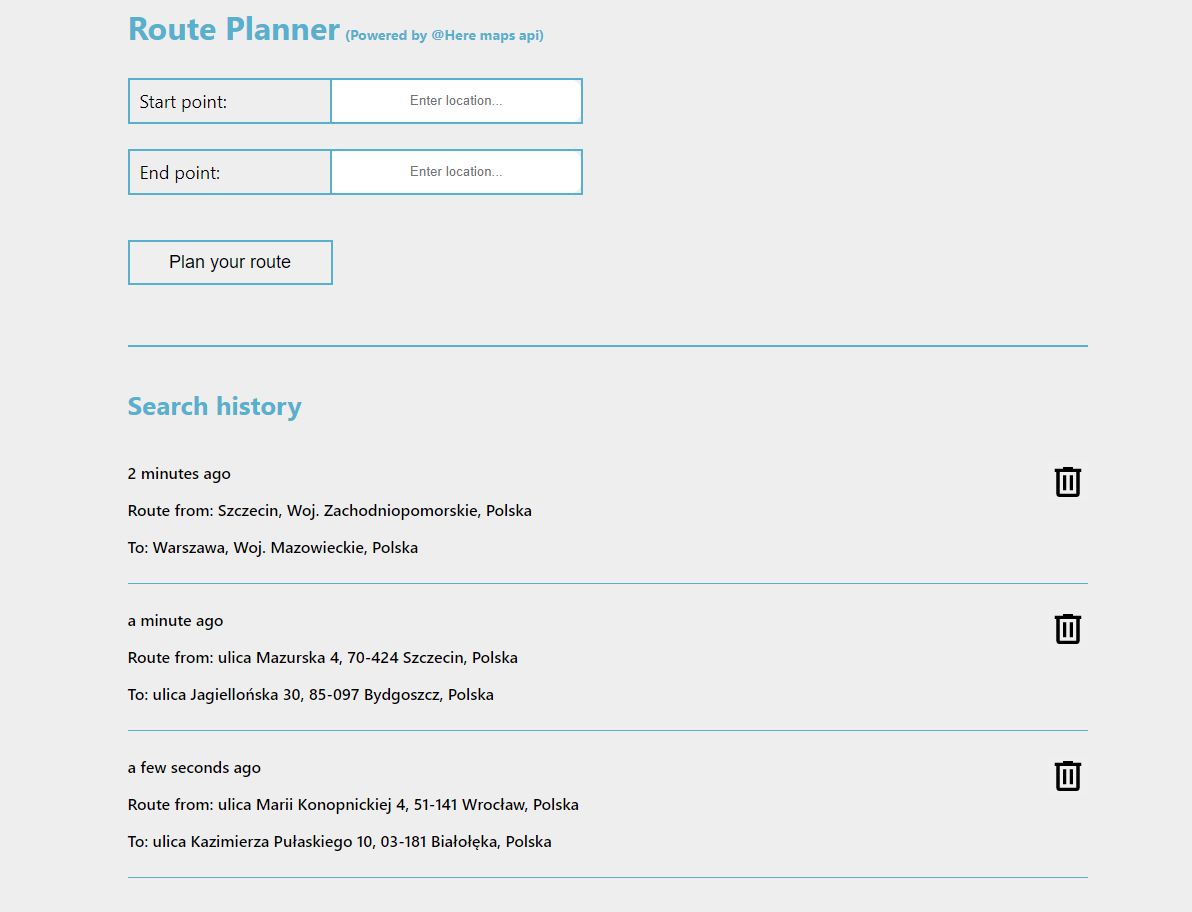 Route Planner (Powered by @Here maps api)
Start point: Enter location...
End point: Enter location...
Plan your route
Search history
2 minutes ago
Route from: Szczecin, Woj. Zachodniopomorskie, Polska
To: Warszawa, Woj. Mazowieckie, Polska
a minute ago
Route from: ulica Mazurska 4, 70-424 Szczecin, Polska
To: ulica Jagiellońska 30, 85-097 Bydgoszcz, Polska
a few seconds ago
Route from: ulica Marii Konopnickiej 4, 51-141 Wrocław, Polska
To: ulica Kazimierza Pułaskiego 10, 03-181 Białołęka, Polska